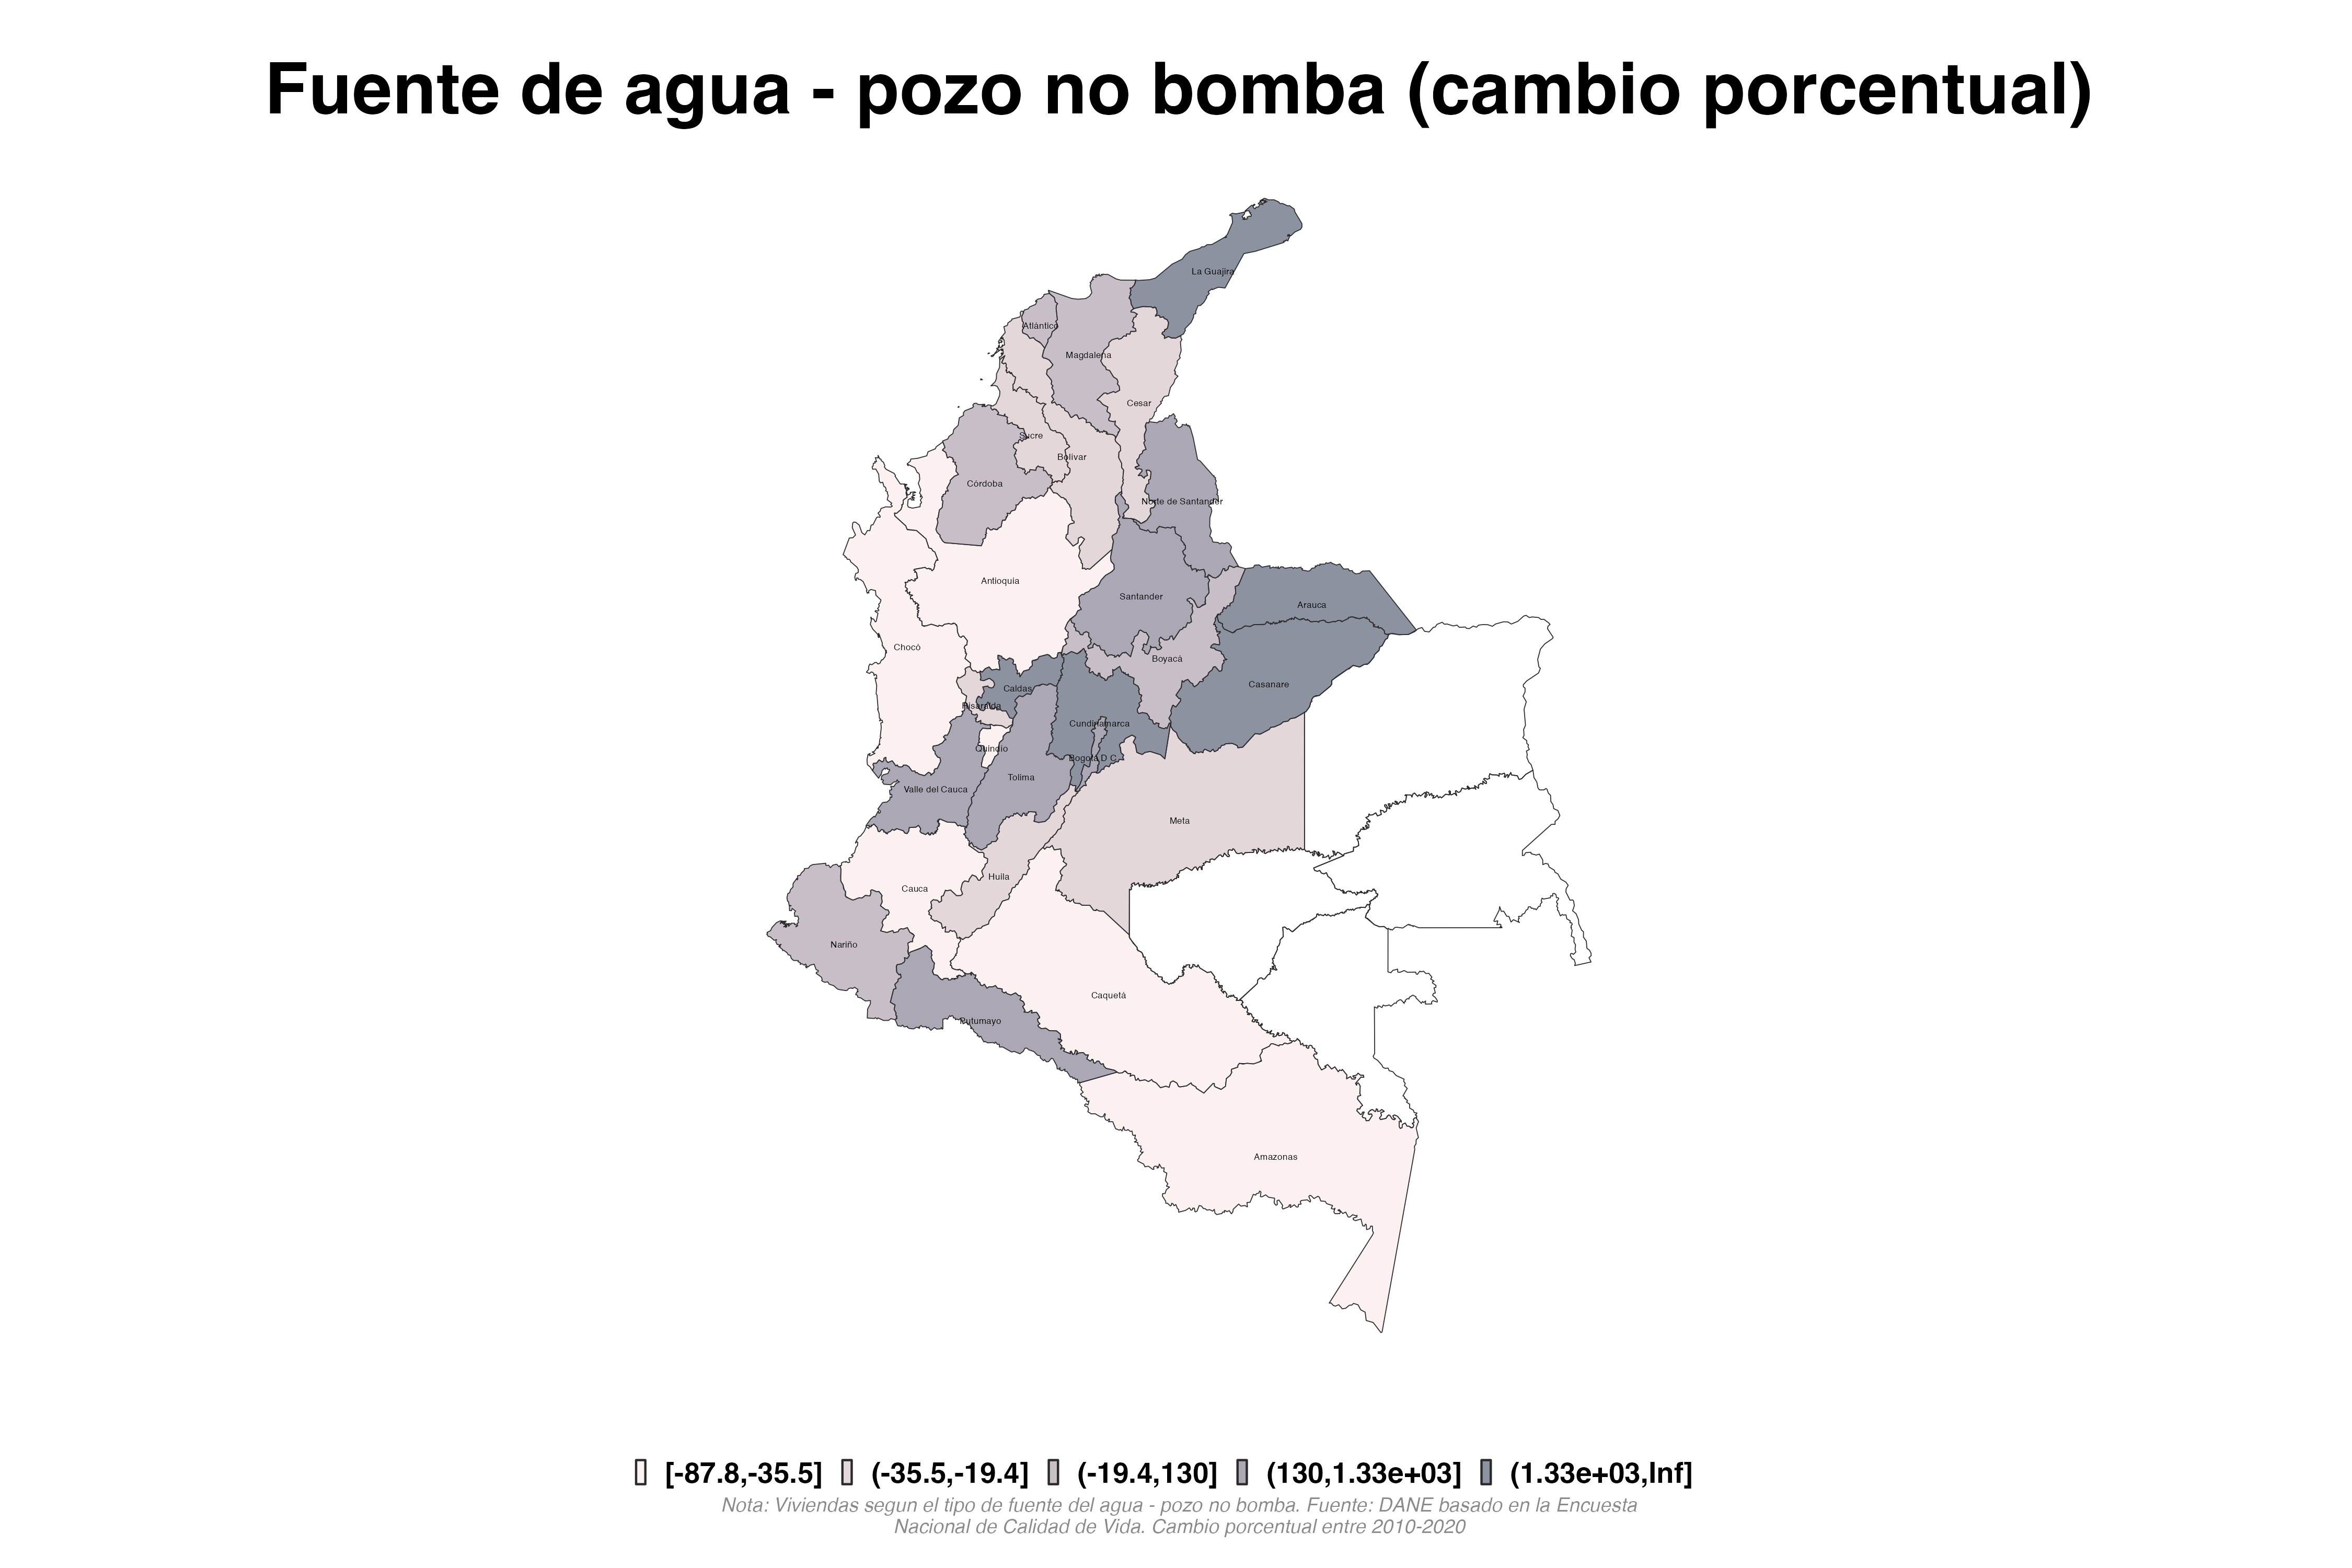 Fuente de agua - pozo no bomba (cambio porcentual)
La Guajira
Atlántico
Magdalena
Cesar
Sucre
Bolívar
Córdoba
Norte de Santander
Antioquia
Santander
Arauca
Chocó
Boyacá
Casanare
Caldas
Risaralda
Cundinamarca
Quindío
Bogotá D.C.
Tolima
Valle del Cauca
Meta
Huila
Cauca
Nariño
Caquetá
Putumayo
Amazonas
[-87.8,-35.5] (-35.5,-19.4] (-19.4,130] (130,1.33e+03] (1.33e+03,Inf]
Nota: Viviendas segun el tipo de fuente del agua - pozo no bomba. Fuente: DANE basado en la Encuesta
Nacional de Calidad de Vida. Cambio porcentual entre 2010-2020